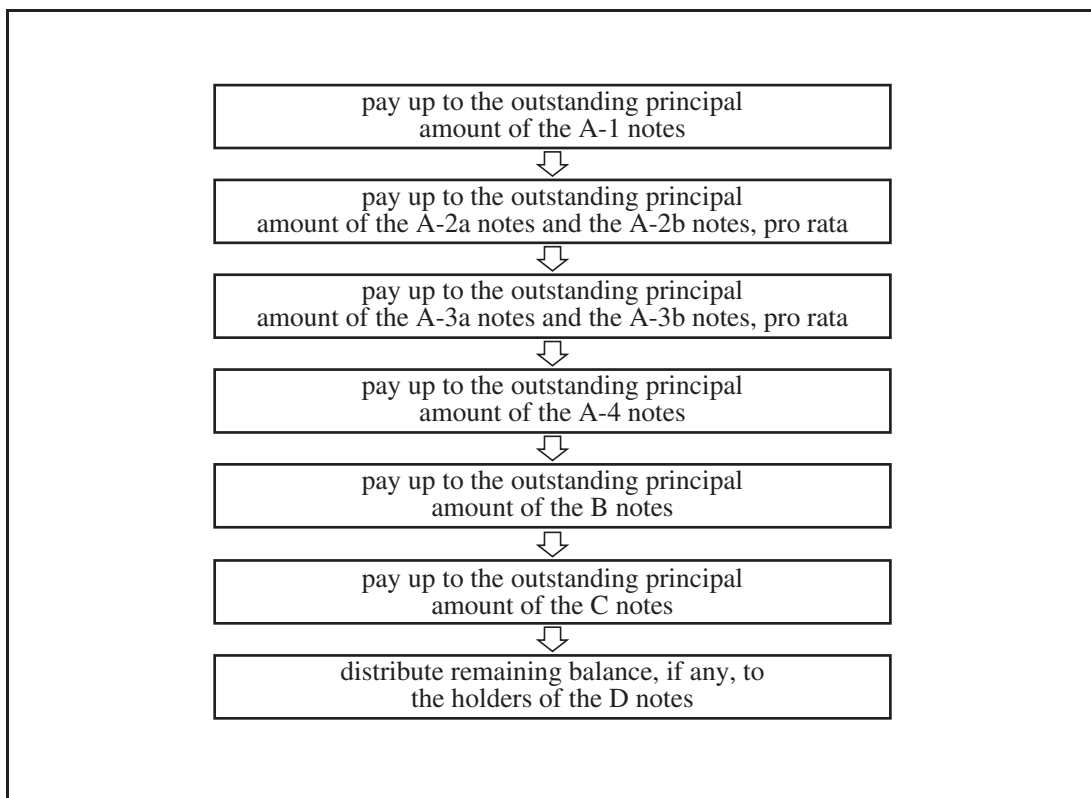 pay up to the outstanding principal
amount of the A-1 notes
pay up to the outstanding principal
amount of the A-2a notes and the A-2b notes, pro rata
pay up to the outstanding principal
amount of the A-3a notes and the A-3b notes, pro rata
pay up to the outstanding principal
amount of the A-4 notes
pay up to the outstanding principal
amount of the B notes
pay up to the outstanding principal
amount of the C notes
distribute remaining balance, if any, to
the holders of the D notes